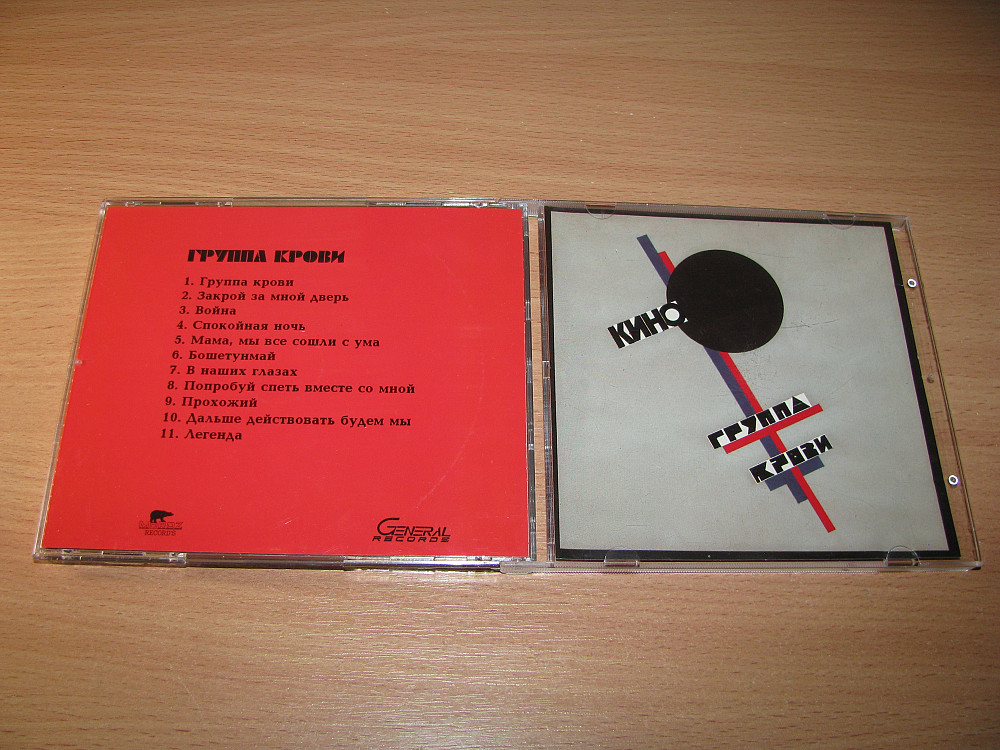 ГРУППА КРОВИ
1. Группа крови
2. Закрой за мной дверь
3. Война
4. Спокойная ночь
5. Мама, мы все сошли с ума
6. Бошетунмай
7. В наших глазах
8. Попробуй спеть вместе со мной
9. Прохожий
10. Дальше действовать будем мы
11. Легенда
RECORD'S
GENERAL
RECORDS
КИНО
ГРУППА
КРОВИ